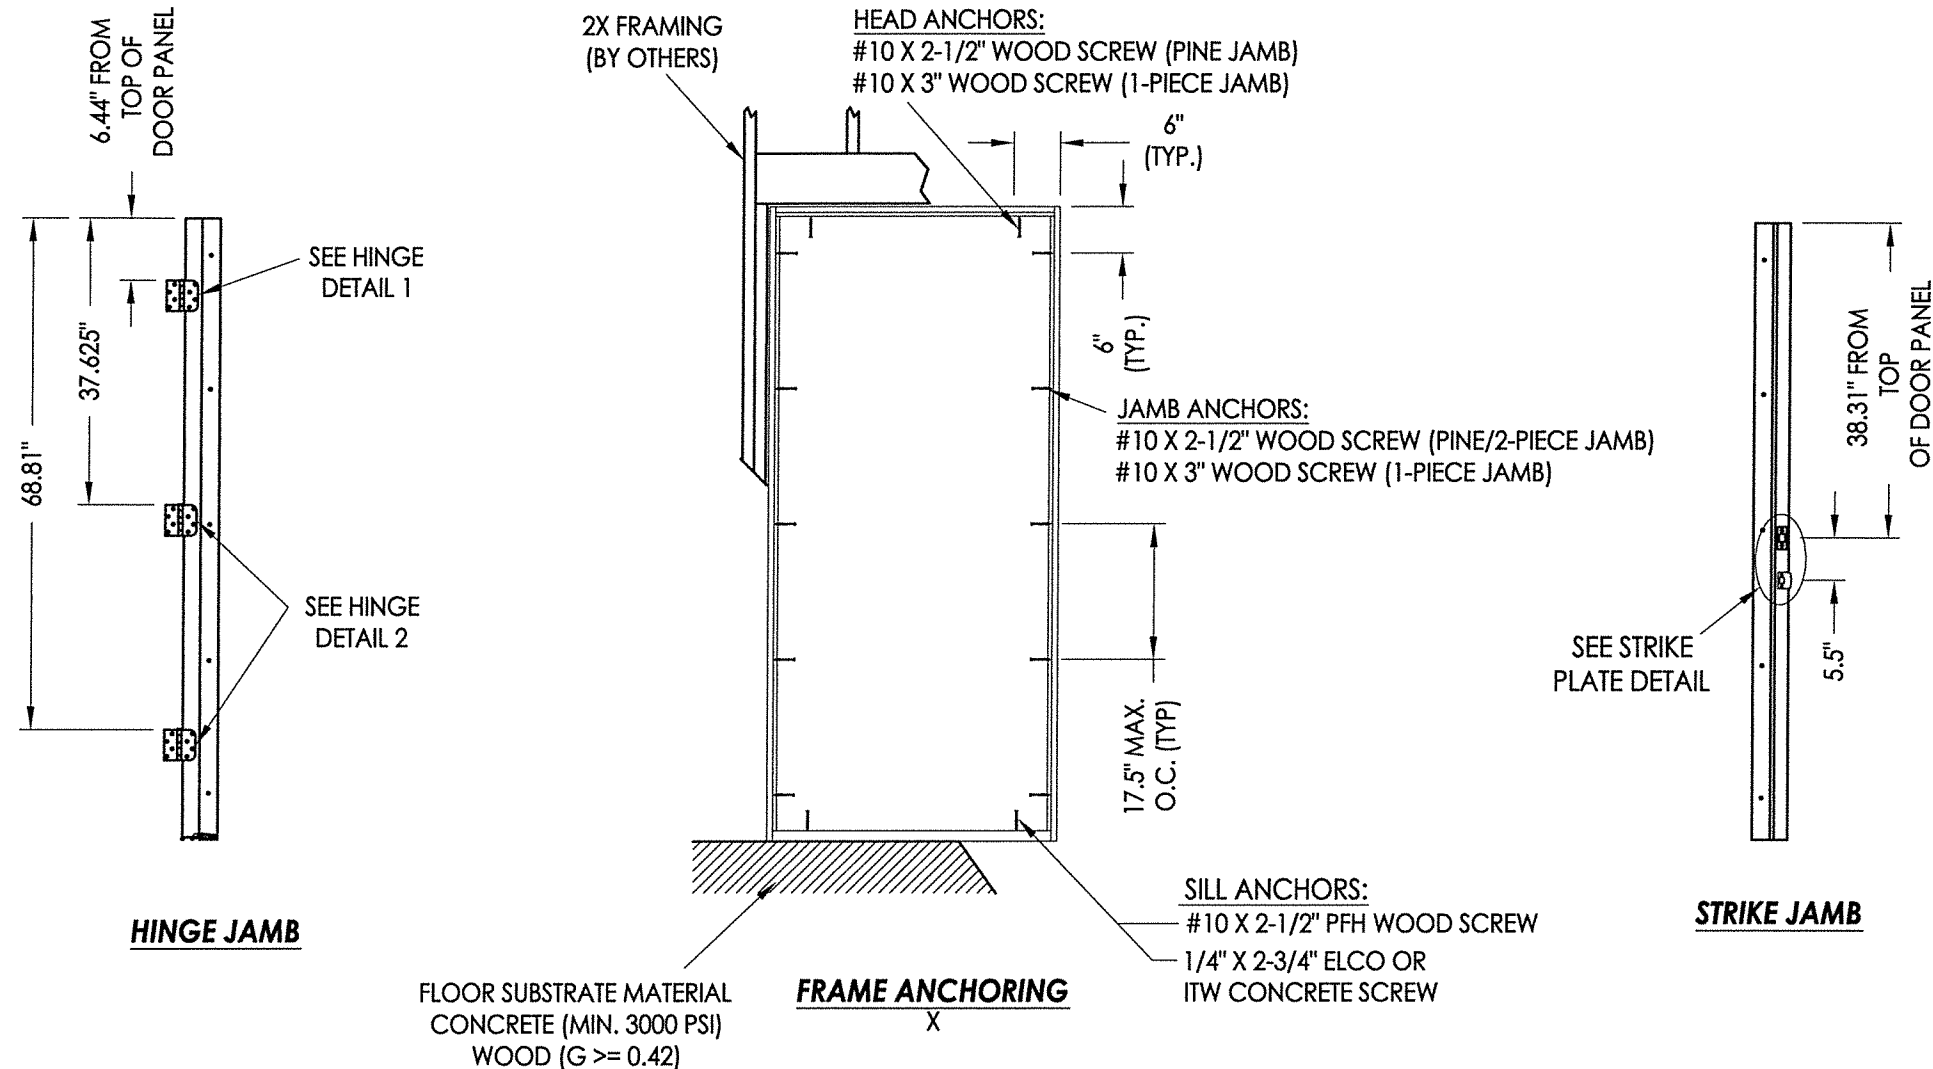 6.44" FROM
TOP OF
DOOR PANEL
37.625"
68.81"
SEE HINGE
DETAIL 1
SEE HINGE
DETAIL 2
HINGE JAMB
2X FRAMING
(BY OTHERS)
HEAD ANCHORS:
#10 X 2-1/2" WOOD SCREW (PINE JAMB)
#10 X 3" WOOD SCREW (1-PIECE JAMB)
6"
(TYP.)
6"
(TYP.)
JAMB ANCHORS:
#10 X 2-1/2" WOOD SCREW (PINE/2-PIECE JAMB)
#10 X 3" WOOD SCREW (1-PIECE JAMB)
17.5" MAX.
O.C. (TYP)
SILL ANCHORS:
#10 X 2-1/2" PFH WOOD SCREW
1/4" X 2-3/4" ELCO OR
ITW CONCRETE SCREW
FLOOR SUBSTRATE MATERIAL
CONCRETE (MIN. 3000 PSI)
WOOD (G >= 0.42)
FRAME ANCHORING
X
38.31" FROM
TOP
OF DOOR PANEL
5.5"
SEE STRIKE
PLATE DETAIL
STRIKE JAMB